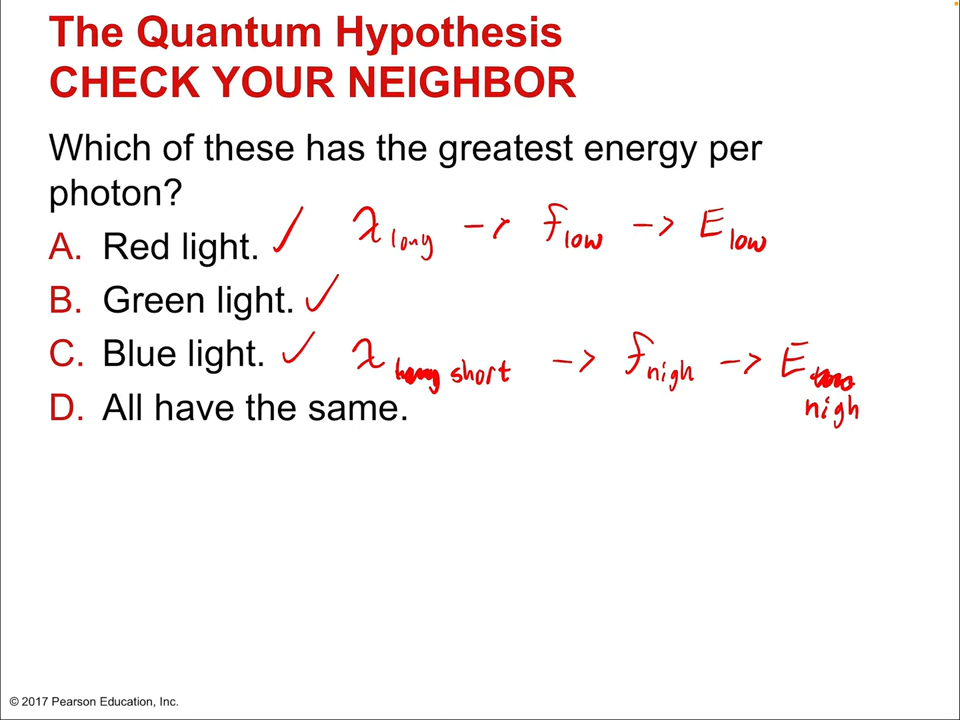 The Quantum Hypothesis
CHECK YOUR NEIGHBOR
Which of these has the greatest energy per
photon?
A. Red light. ✓ λ long → f low → E low
B. Green light. ✓
C. Blue light. ✓ λ short → f high → E high
D. All have the same.
© 2017 Pearson Education, Inc.